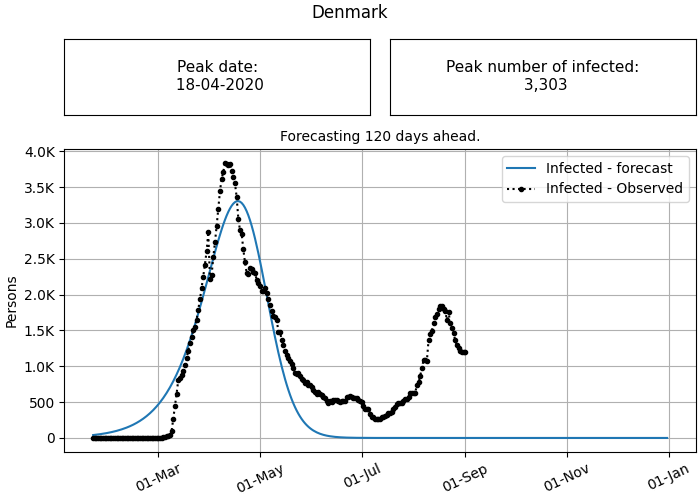 Denmark
Peak date:
18-04-2020
Peak number of infected:
3,303
Forecasting 120 days ahead.
4.0K
3.5K
3.0K
2.5K
2.0K
1.5K
1.0K
500
0
Persons
Infected - forecast
Infected - Observed
01-Mar
01-May
01-Jul
01-Sep
01-Nov
01-Jan